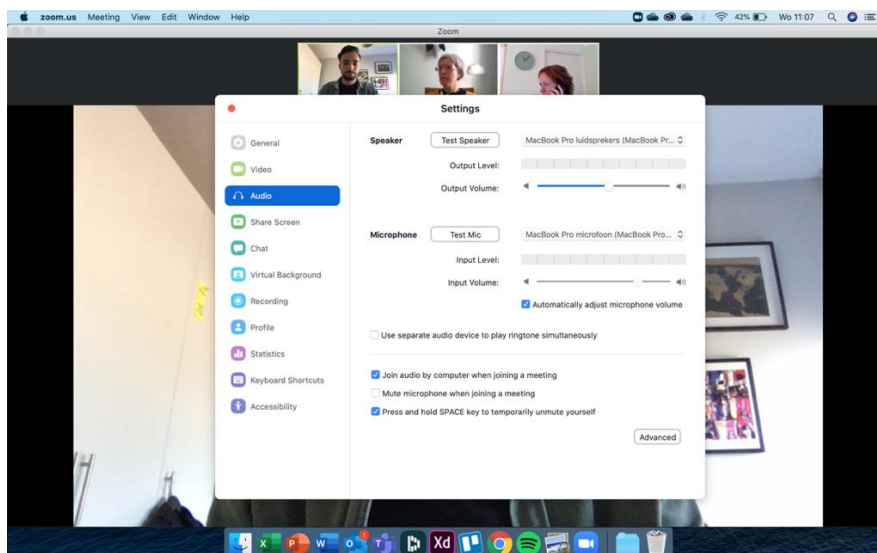 zoom.us Meeting View Edit Window Help 42% Wo 11:07
Zoom
Settings
General
Video
Audio
Share Screen
Chat
Virtual Background
Recording
Profile
Statistics
Keyboard Shortcuts
Accessibility
Speaker Test Speaker MacBook Pro luidsprekers (MacBook Pr...
Output Level:
Output Volume:
Microphone Test Mic MacBook Pro microfoon (MacBook Pro...
Input Level:
Input Volume:
Automatically adjust microphone volume
Use separate audio device to play ringtone simultaneously
Join audio by computer when joining a meeting
Mute microphone when joining a meeting
Press and hold SPACE key to temporarily unmute yourself
Advanced
X P W Xd